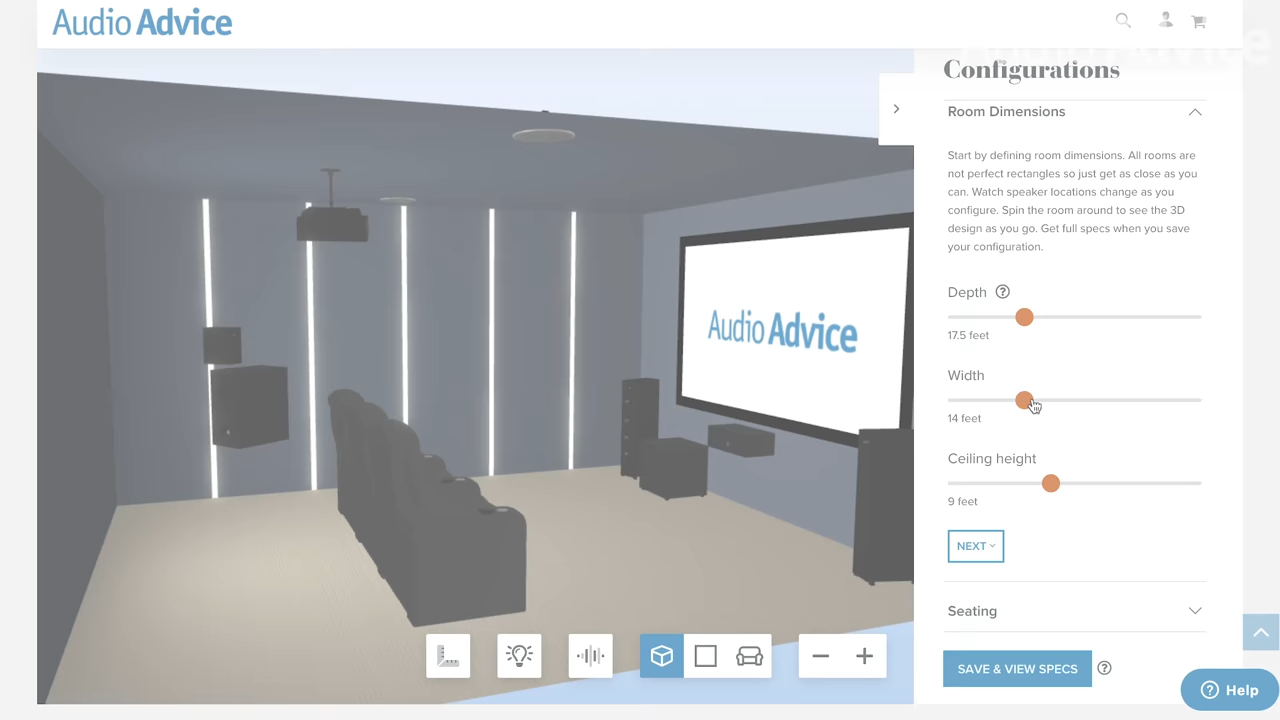 Audio Advice
Configurations
Room Dimensions
Start by defining room dimensions. All rooms are
not perfect rectangles so just get as close as you
can. Watch speaker locations change as you
configure. Spin the room around to see the 3D
design as you go. Get full specs when you save
your configuration.
Depth ?
17.5 feet
Width
14 feet
Ceiling height
9 feet
NEXT
Seating
SAVE & VIEW SPECS ?
? Help
Audio Advice